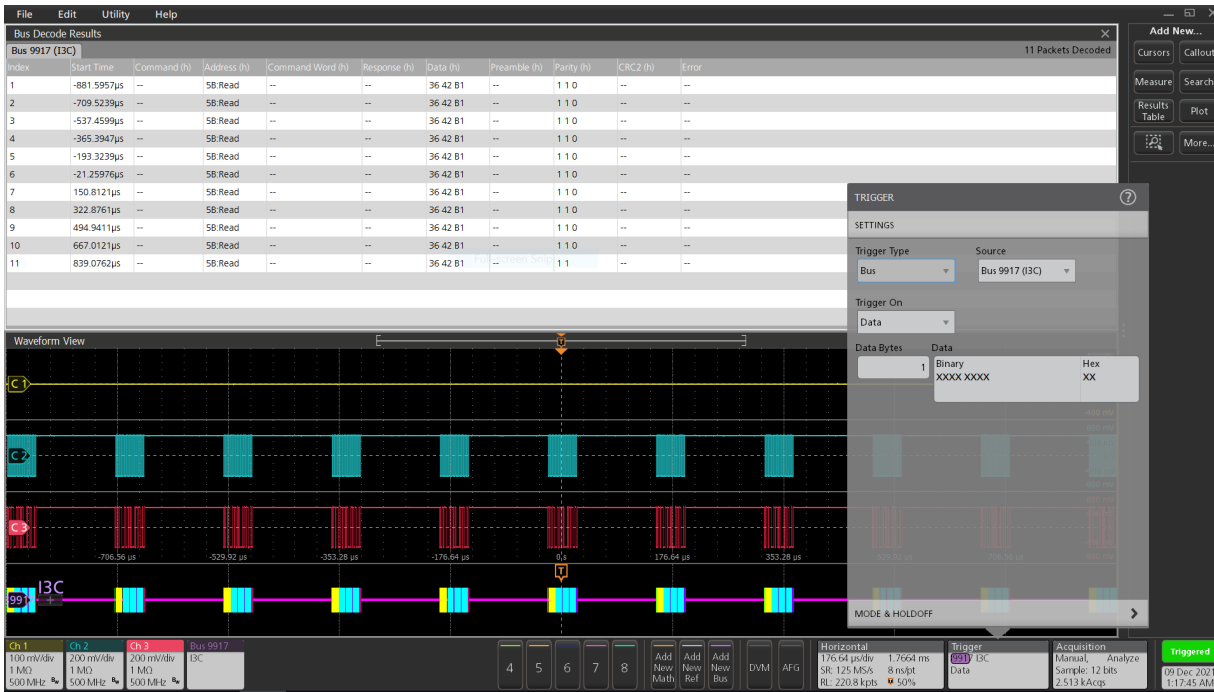 File Edit Utility Help
Bus Decode Results
Bus 9917 (I3C) 11 Packets Decoded
Index Start Time Command (h) Address (h) Command Word (h) Response (h) Data (h) Preamble (h) Parity (h) CRC2 (h) Error
1 -881.5957µs -- 5B:Read -- -- 36 42 B1 -- 1 1 0 -- --
2 -709.5239µs -- 5B:Read -- -- 36 42 B1 -- 1 1 0 -- --
3 -537.4599µs -- 5B:Read -- -- 36 42 B1 -- 1 1 0 -- --
4 -365.3947µs -- 5B:Read -- -- 36 42 B1 -- 1 1 0 -- --
5 -193.3239µs -- 5B:Read -- -- 36 42 B1 -- 1 1 0 -- --
6 -21.25976µs -- 5B:Read -- -- 36 42 B1 -- 1 1 0 -- --
7 150.8121µs -- 5B:Read -- -- 36 42 B1 -- 1 1 0 -- --
8 322.8761µs -- 5B:Read -- -- 36 42 B1 -- 1 1 0 -- --
9 494.9411µs -- 5B:Read -- -- 36 42 B1 -- 1 1 0 -- --
10 667.0121µs -- 5B:Read -- -- 36 42 B1 -- 1 1 0 -- --
11 839.0762µs -- 5B:Read -- -- 36 42 B1 -- 1 1 -- --
Add New...
Cursors Callout
Measure Search
Results Table Plot
More...
TRIGGER
SETTINGS
Trigger Type Source
Bus Bus 9917 (I3C)
Trigger On
Data
Data Bytes Data
1 Binary Hex
XXXX XXXX XX
MODE & HOLDOFF
Waveform View
T
C 1
C 2
C 3
-706.56 µs -529.92 µs -353.28 µs -176.64 µs 0 s 176.64 µs 353.28 µs 529.92 µs 706.56 µs
T
I3C
991
Ch 1
100 mV/div
1 MΩ
500 MHz Bw
Ch 2
200 mV/div
1 MΩ
500 MHz Bw
Ch 3
200 mV/div
1 MΩ
500 MHz Bw
Bus 9917
I3C
4 5 6 7 8
Add New Math
Add New Ref
Add New Bus
DVM AFG
Horizontal
176.64 µs/div 1.7664 ms
SR: 125 MS/s 8 ns/pt
RL: 220.8 kpts 50%
Trigger
9917 I3C
Data
Acquisition
Manual, Analyze
Sample: 12 bits
2.513 kAcqs
Triggered
09 Dec 2021
1:17:45 AM